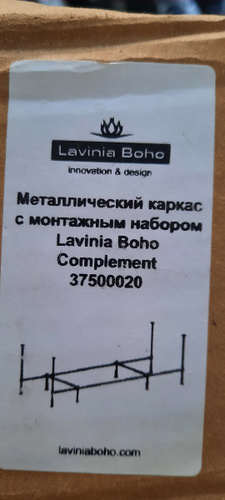 Lavinia Boho
innovation & design
Металлический каркас
с монтажным набором
Lavinia Boho
Complement
37500020
laviniaboho.com